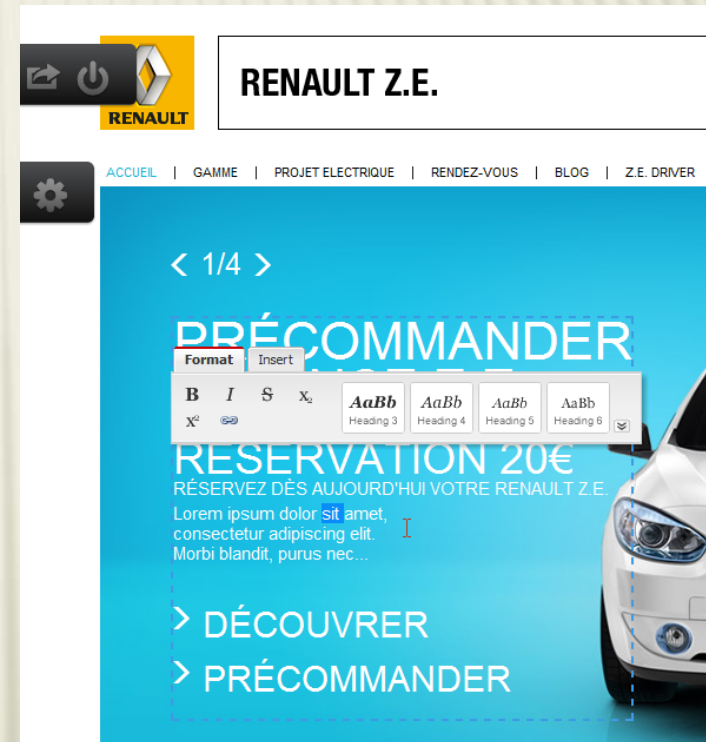 RENAULT
RENAULT Z.E.
ACCUEIL | GAMME | PROJET ELECTRIQUE | RENDEZ-VOUS | BLOG | Z.E. DRIVER
1/4
PRÉCOMMANDER
Format Insert
B I S X₂ AaBb AaBb AaBb AaBb
X² Heading 3 Heading 4 Heading 5 Heading 6
RÉSERVATION 20€
RÉSERVEZ DÈS AUJOURD'HUI VOTRE RENAULT Z.E.
Lorem ipsum dolor sit amet,
consectetur adipiscing elit.
Morbi blandit, purus nec...
DÉCOUVRER
PRÉCOMMANDER